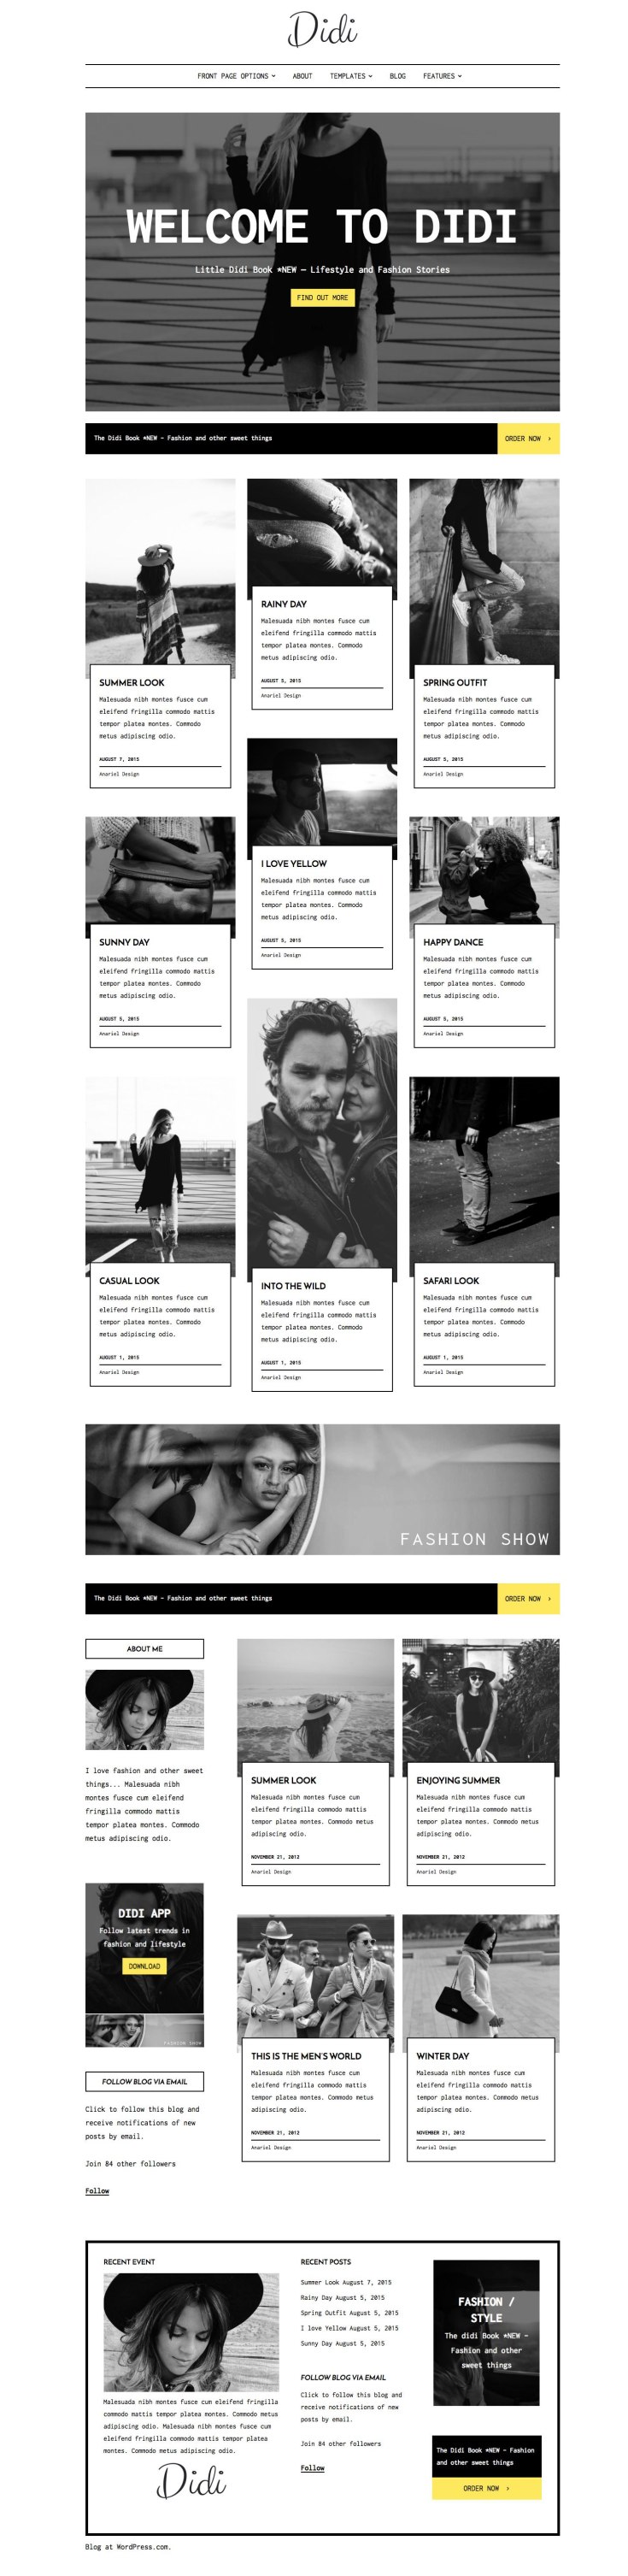 Didi
FRONT PAGE OPTIONS
ABOUT
TEMPLATES
BLOG
FEATURES
WELCOME TO DIDI
Little Didi Book *NEW — Lifestyle and Fashion Stories
FIND OUT MORE
The Didi Book *NEW - Fashion and other sweet things
ORDER NOW >
SUMMER LOOK
Malesuada nibh montes fusce cum
eleifend fringilla commodo mattis
tempor platea montes. Commodo
metus adipiscing odio.
AUGUST 7, 2015
Anariel Design
RAINY DAY
Malesuada nibh montes fusce cum
eleifend fringilla commodo mattis
tempor platea montes. Commodo
metus adipiscing odio.
AUGUST 5, 2015
Anariel Design
SPRING OUTFIT
Malesuada nibh montes fusce cum
eleifend fringilla commodo mattis
tempor platea montes. Commodo
metus adipiscing odio.
AUGUST 5, 2015
Anariel Design
SUNNY DAY
Malesuada nibh montes fusce cum
eleifend fringilla commodo mattis
tempor platea montes. Commodo
metus adipiscing odio.
AUGUST 5, 2015
Anariel Design
I LOVE YELLOW
Malesuada nibh montes fusce cum
eleifend fringilla commodo mattis
tempor platea montes. Commodo
metus adipiscing odio.
AUGUST 5, 2015
Anariel Design
HAPPY DANCE
Malesuada nibh montes fusce cum
eleifend fringilla commodo mattis
tempor platea montes. Commodo
metus adipiscing odio.
AUGUST 5, 2015
Anariel Design
CASUAL LOOK
Malesuada nibh montes fusce cum
eleifend fringilla commodo mattis
tempor platea montes. Commodo
metus adipiscing odio.
AUGUST 1, 2015
Anariel Design
INTO THE WILD
Malesuada nibh montes fusce cum
eleifend fringilla commodo mattis
tempor platea montes. Commodo
metus adipiscing odio.
AUGUST 1, 2015
Anariel Design
SAFARI LOOK
Malesuada nibh montes fusce cum
eleifend fringilla commodo mattis
tempor platea montes. Commodo
metus adipiscing odio.
AUGUST 1, 2015
Anariel Design
FASHION SHOW
The Didi Book *NEW - Fashion and other sweet things
ORDER NOW >
ABOUT ME
I love fashion and other sweet
things... Malesuada nibh
montes fusce cum eleifend
fringilla commodo mattis
tempor platea montes. Commodo
metus adipiscing odio.
DIDI APP
Follow latest trends in
fashion and lifestyle
DOWNLOAD
FASHION SHOW
FOLLOW BLOG VIA EMAIL
Click to follow this blog and
receive notifications of new
posts by email.
Join 84 other followers
Follow
SUMMER LOOK
Malesuada nibh montes fusce cum
eleifend fringilla commodo mattis
tempor platea montes. Commodo metus
adipiscing odio.
NOVEMBER 21, 2012
Anariel Design
ENJOYING SUMMER
Malesuada nibh montes fusce cum
eleifend fringilla commodo mattis
tempor platea montes. Commodo metus
adipiscing odio.
NOVEMBER 21, 2012
Anariel Design
THIS IS THE MEN'S WORLD
Malesuada nibh montes fusce cum
eleifend fringilla commodo mattis
tempor platea montes. Commodo metus
adipiscing odio.
NOVEMBER 21, 2012
Anariel Design
WINTER DAY
Malesuada nibh montes fusce cum
eleifend fringilla commodo mattis
tempor platea montes. Commodo metus
adipiscing odio.
NOVEMBER 21, 2012
Anariel Design
RECENT EVENT
Malesuada nibh montes fusce cum eleifend fringilla
commodo mattis tempor platea montes. Commodo metus
adipiscing odio. Malesuada nibh montes fusce cum
eleifend fringilla commodo mattis tempor platea
montes. Commodo metus adipiscing odio.
Didi
RECENT POSTS
Summer Look August 7, 2015
Rainy Day August 5, 2015
Spring Outfit August 5, 2015
I love Yellow August 5, 2015
Sunny Day August 5, 2015
FOLLOW BLOG VIA EMAIL
Click to follow this blog and
receive notifications of new
posts by email.
Join 84 other followers
Follow
FASHION /
STYLE
The didi Book *NEW -
Fashion and other
sweet things
The Didi Book *NEW - Fashion
and other sweet things
ORDER NOW >
Blog at WordPress.com.